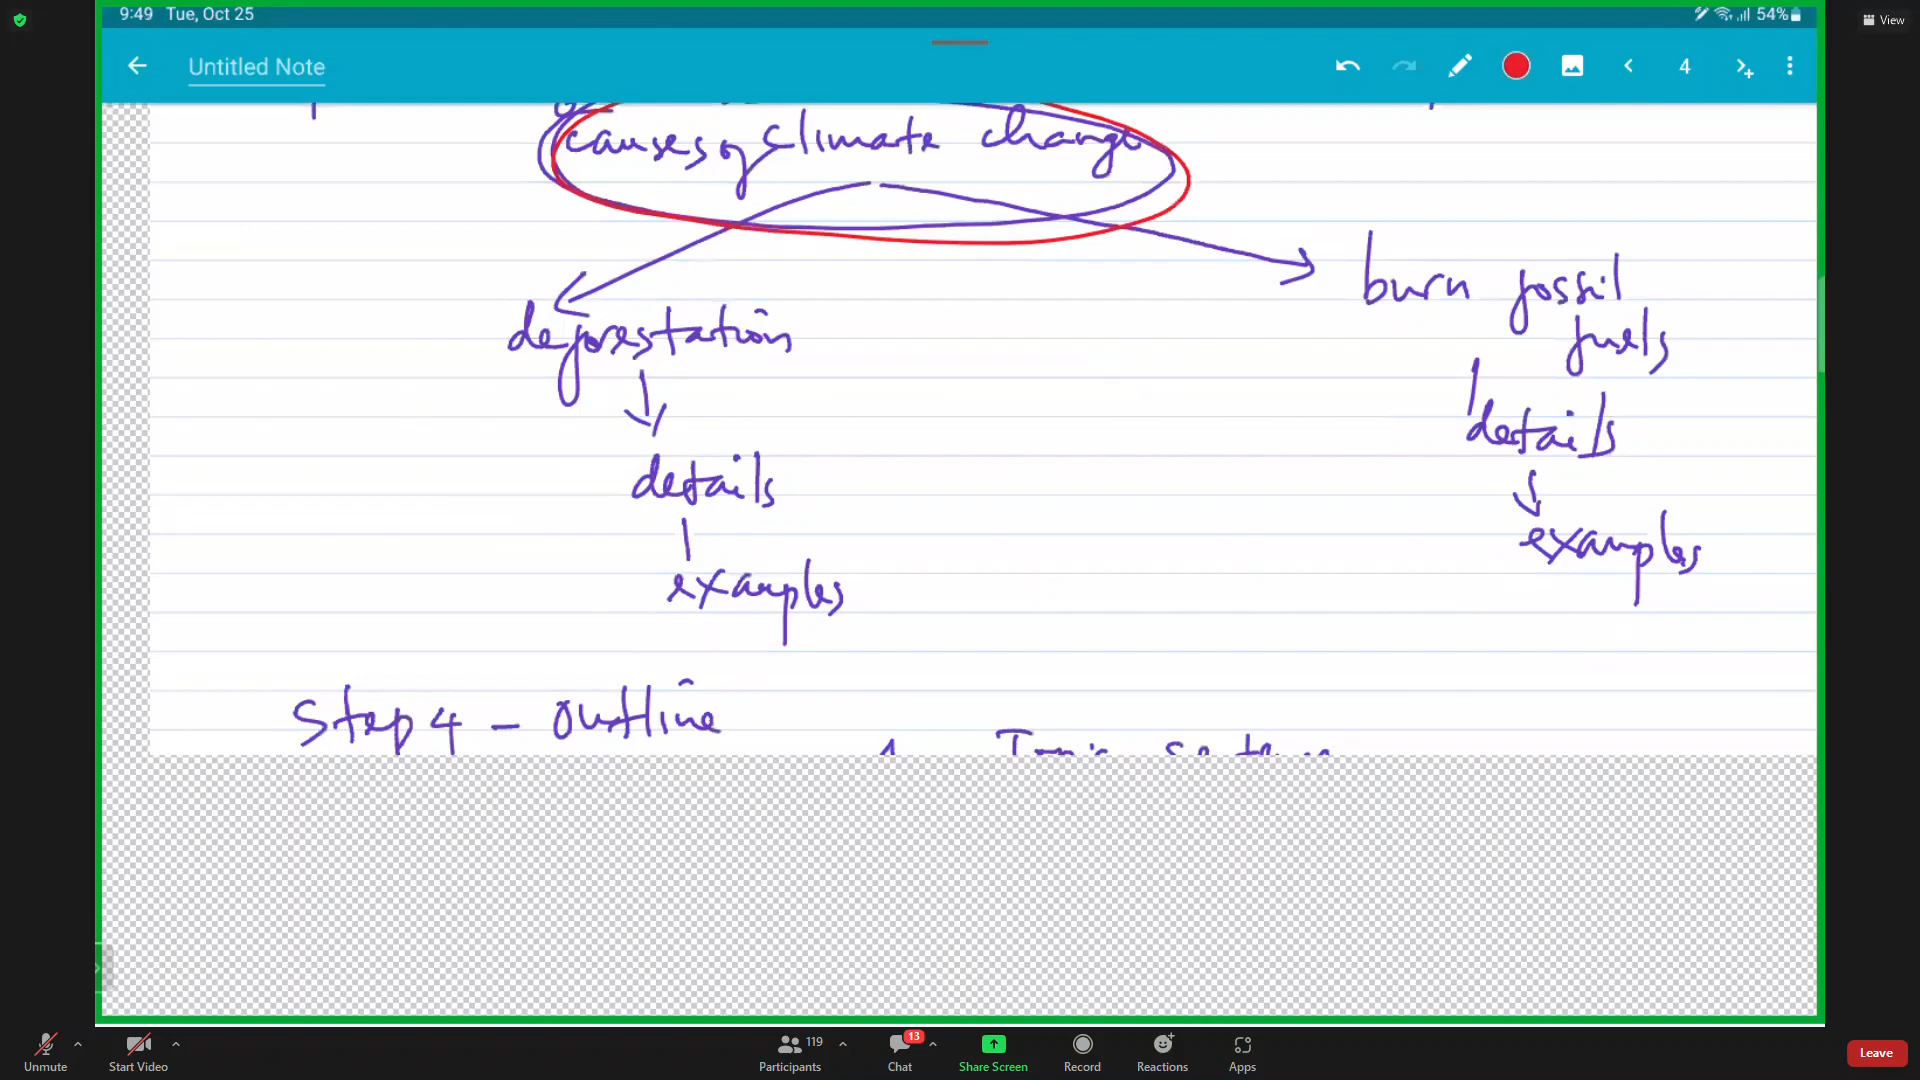 9:49 Tue, Oct 25
54%
View
Untitled Note
4
causes of climate change
burn fossil
fuels
deforestation
details
details
examples
examples
Step 4 - Outline
Unmute
Start Video
119
Participants
13
Chat
Share Screen
Record
Reactions
Apps
Leave